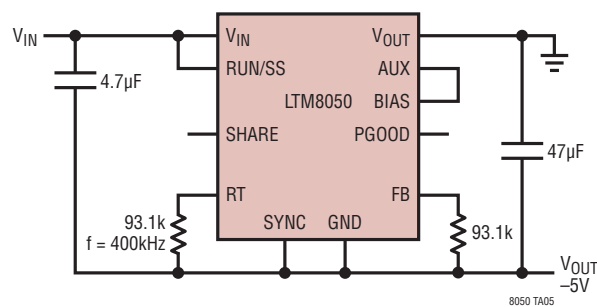 VIN
VIN
VOUT
RUN/SS
AUX
4.7µF
LTM8050
BIAS
SHARE
PGOOD
47µF
RT
FB
93.1k
f = 400kHz
SYNC
GND
93.1k
VOUT
–5V
8050 TA05